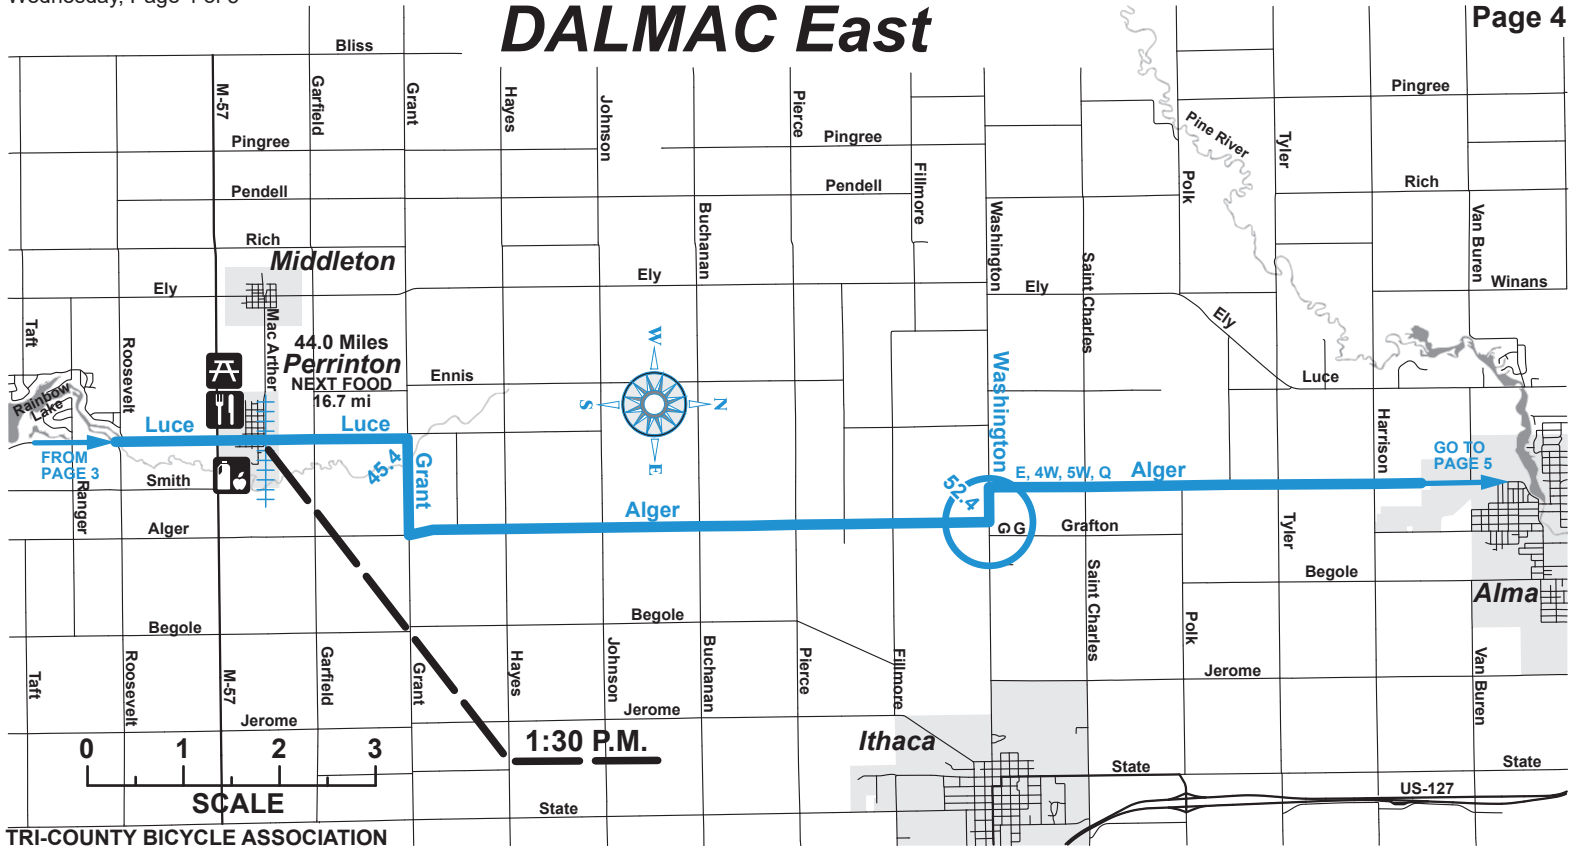 DALMAC East
Page 4
Bliss
M-57
Garfield
Grant
Hayes
Johnson
Pierce
Pingree
Pingree
Pingree
Pine River
Tyler
Pendell
Pendell
Fillmore
Polk
Rich
Rich
Buchanan
Washington
Van Buren
Middleton
Ely
Ely
Ely
Saint Charles
Winans
Taft
Roosevelt
Mac Arther
44.0 Miles
Perrinton
NEXT FOOD
16.7 mi
Ennis
W
S
N
E
Washington
Ely
Luce
Rainbow
Lake
Luce
Luce
Harrison
FROM
PAGE 3
Ranger
Smith
45.4
Grant
52.4
E, 4W, 5W, Q
Alger
GO TO
PAGE 5
Alger
Alger
G G
Grafton
Tyler
Begole
Saint Charles
Alma
Begole
Begole
Polk
Taft
Roosevelt
M-57
Garfield
Grant
Hayes
Johnson
Buchanan
Pierce
Fillmore
Jerome
Van Buren
Jerome
Jerome
0 1 2 3
SCALE
1:30 P.M.
Ithaca
State
State
State
US-127
TRI-COUNTY BICYCLE ASSOCIATION